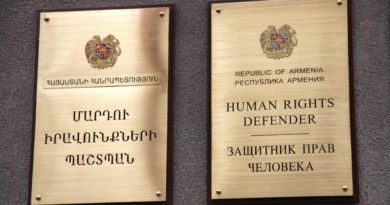 ՀԱՅԱՍՏԱՆԻ ՀԱՆՐԱՊԵՏՈՒԹՅՈՒՆ
ՄԱՐԴՈՒ
ԻՐԱՎՈՒՆՔՆԵՐԻ
ՊԱՇՏՊԱՆ
REPUBLIC OF ARMENIA
РЕСПУБЛИКА АРМЕНИЯ
HUMAN RIGHTS
DEFENDER
ЗАЩИТНИК ПРАВ
ЧЕЛОВЕКА